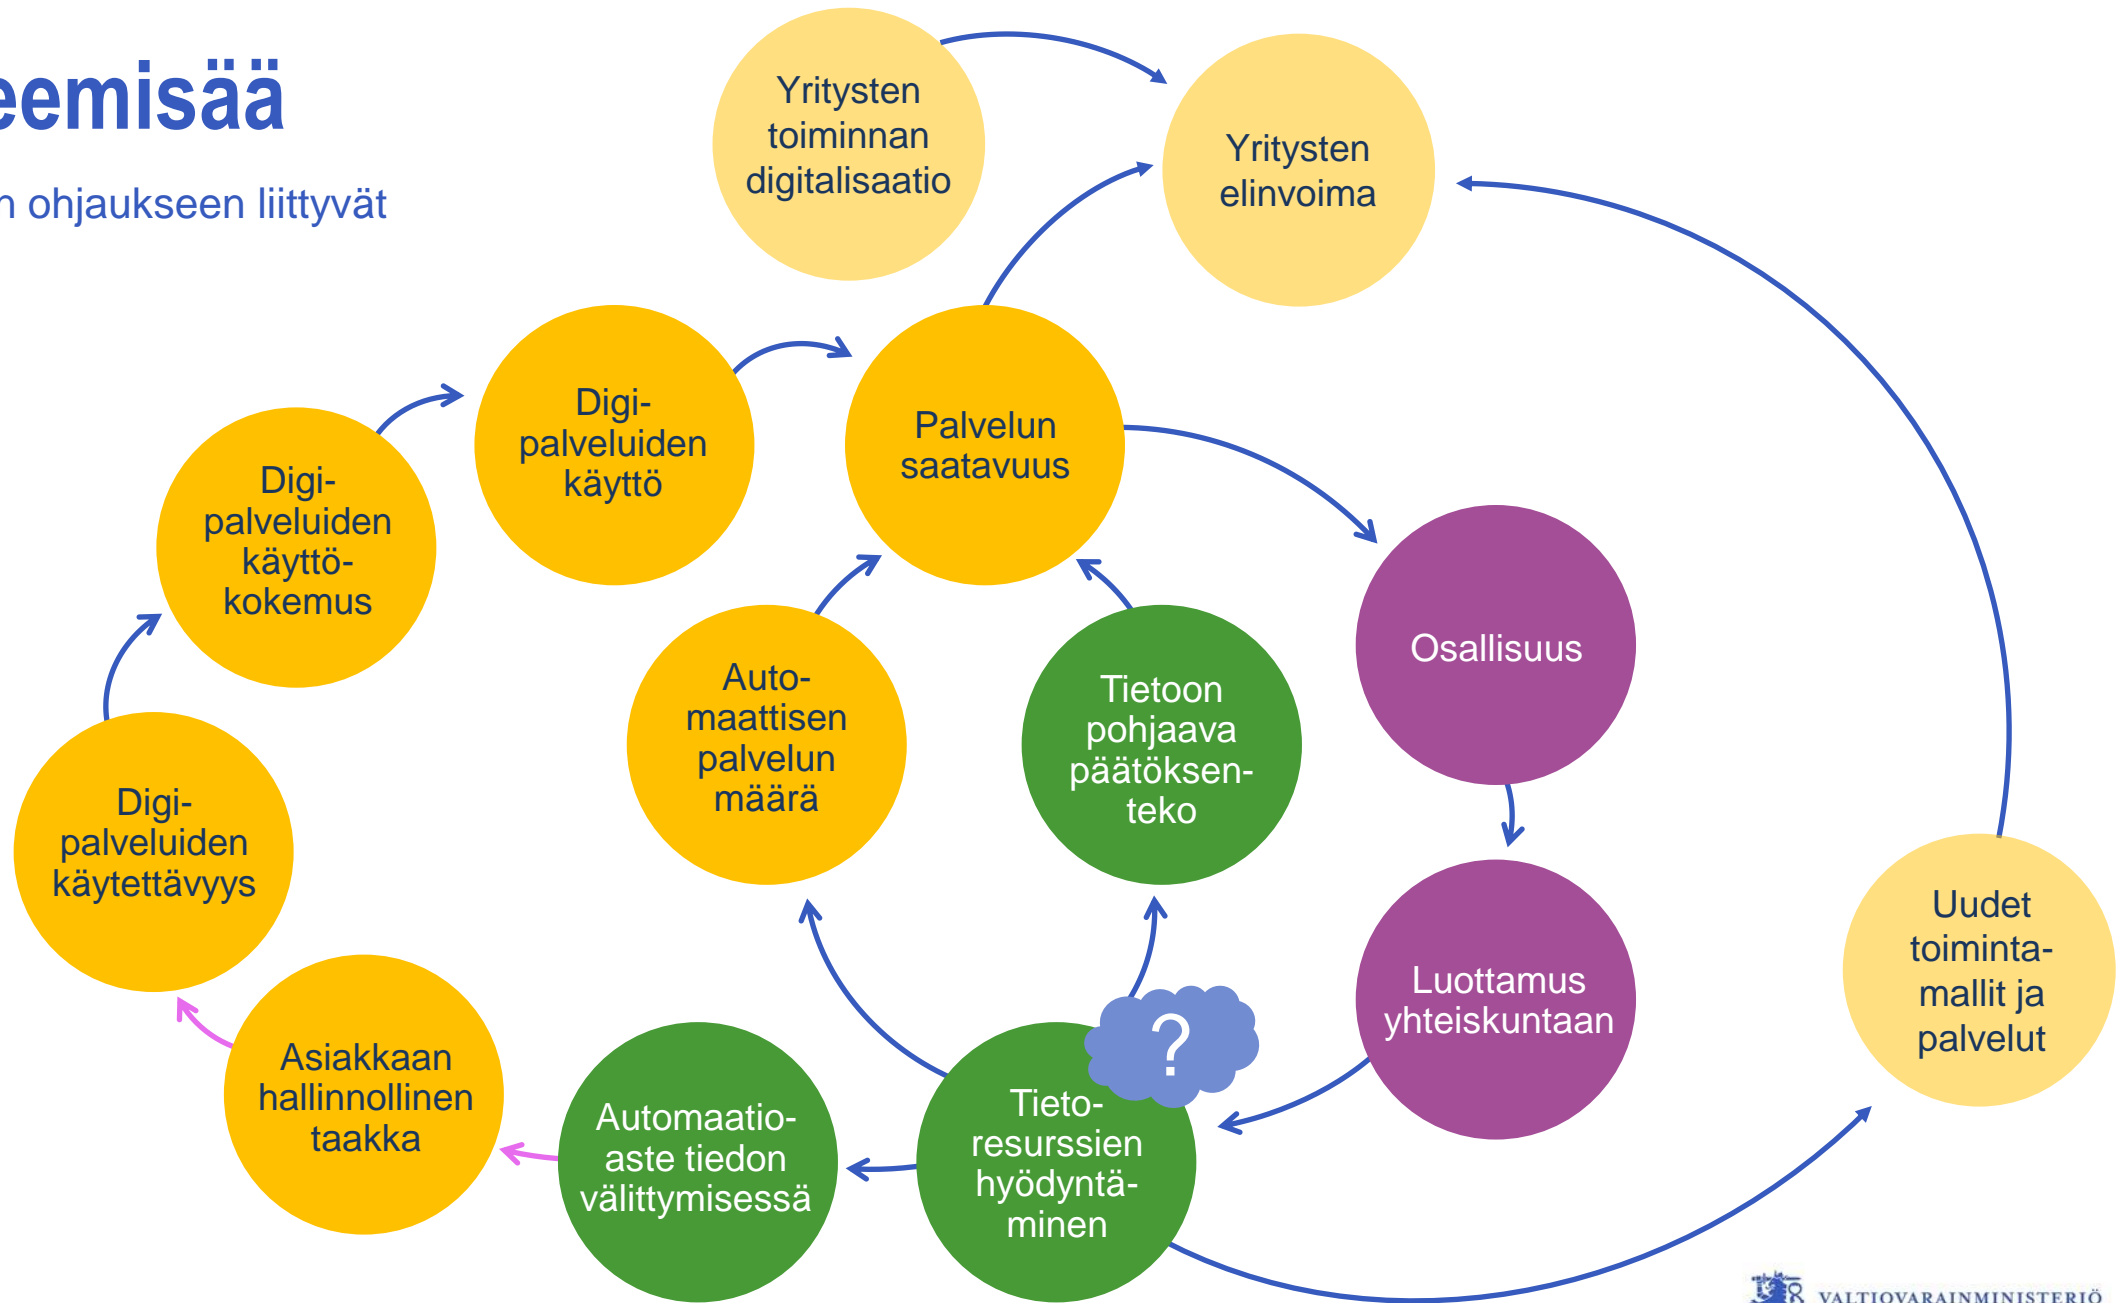 eemisää
n ohjaukseen liittyvät
Yritysten
toiminnan
digitalisaatio
Yritysten
elinvoima
Digi-
palveluiden
käyttö
Palvelun
saatavuus
Digi-
palveluiden
käyttö-
kokemus
Osallisuus
Auto-
maattisen
palvelun
määrä
Tietoon
pohjaava
päätöksen-
teko
Digi-
palveluiden
käytettävyys
Uudet
toiminta-
mallit ja
palvelut
Luottamus
yhteiskuntaan
Asiakkaan
hallinnollinen
taakka
Automaatio-
aste tiedon
välittymisessä
?
Tieto-
resurssien
hyödyntä-
minen
VALTIOVARAINMINISTERIÖ